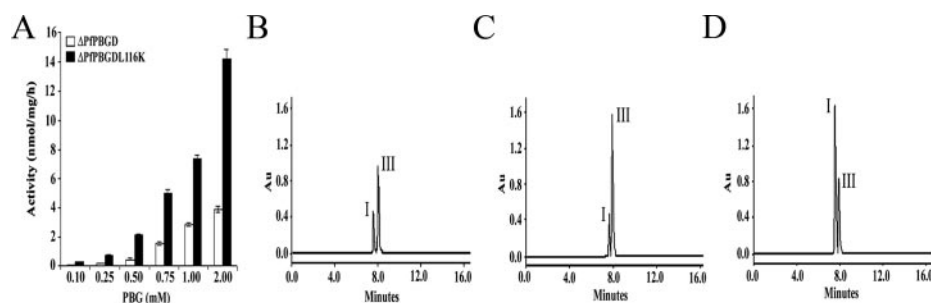 A
B
C
D
ΔPfPBGD
ΔPfPBGDL116K
Activity (nmol/mg/h)
16
14
12
10
8
6
4
2
0
0.10 0.25 0.50 0.75 1.00 2.00
PBG (mM)
Au
1.6
1.2
0.8
0.4
0.0
I
III
0.0 4.0 8.0 12.0 16.0
Minutes
Au
1.6
1.2
0.8
0.4
0.0
I
III
0.0 4.0 8.0 12.0 16.0
Minutes
Au
1.6
1.2
0.8
0.4
0.0
I
III
0.0 4.0 8.0 12.0 16.0
Minutes